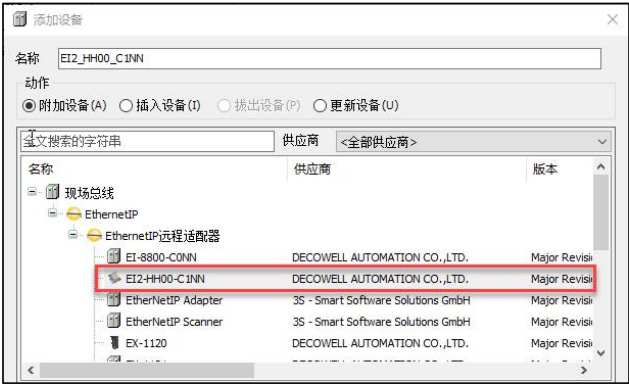 添加设备
名称 EI2_HH00_C1NN
动作
附加设备(A) 插入设备(I) 拔出设备(P) 更新设备(U)
全文搜索的字符串 供应商 <全部供应商>
名称 供应商 版本
现场总线
EthernetIP
EthernetIP远程适配器
EI-8800-C0NN DECOWELL AUTOMATION CO.,LTD. Major Revisi
EI2-HH00-C1NN DECOWELL AUTOMATION CO.,LTD. Major Revisi
EtherNetIP Adapter 3S - Smart Software Solutions GmbH Major Revisi
EtherNetIP Scanner 3S - Smart Software Solutions GmbH Major Revisi
EX-1120 DECOWELL AUTOMATION CO.,LTD. Major Revisi